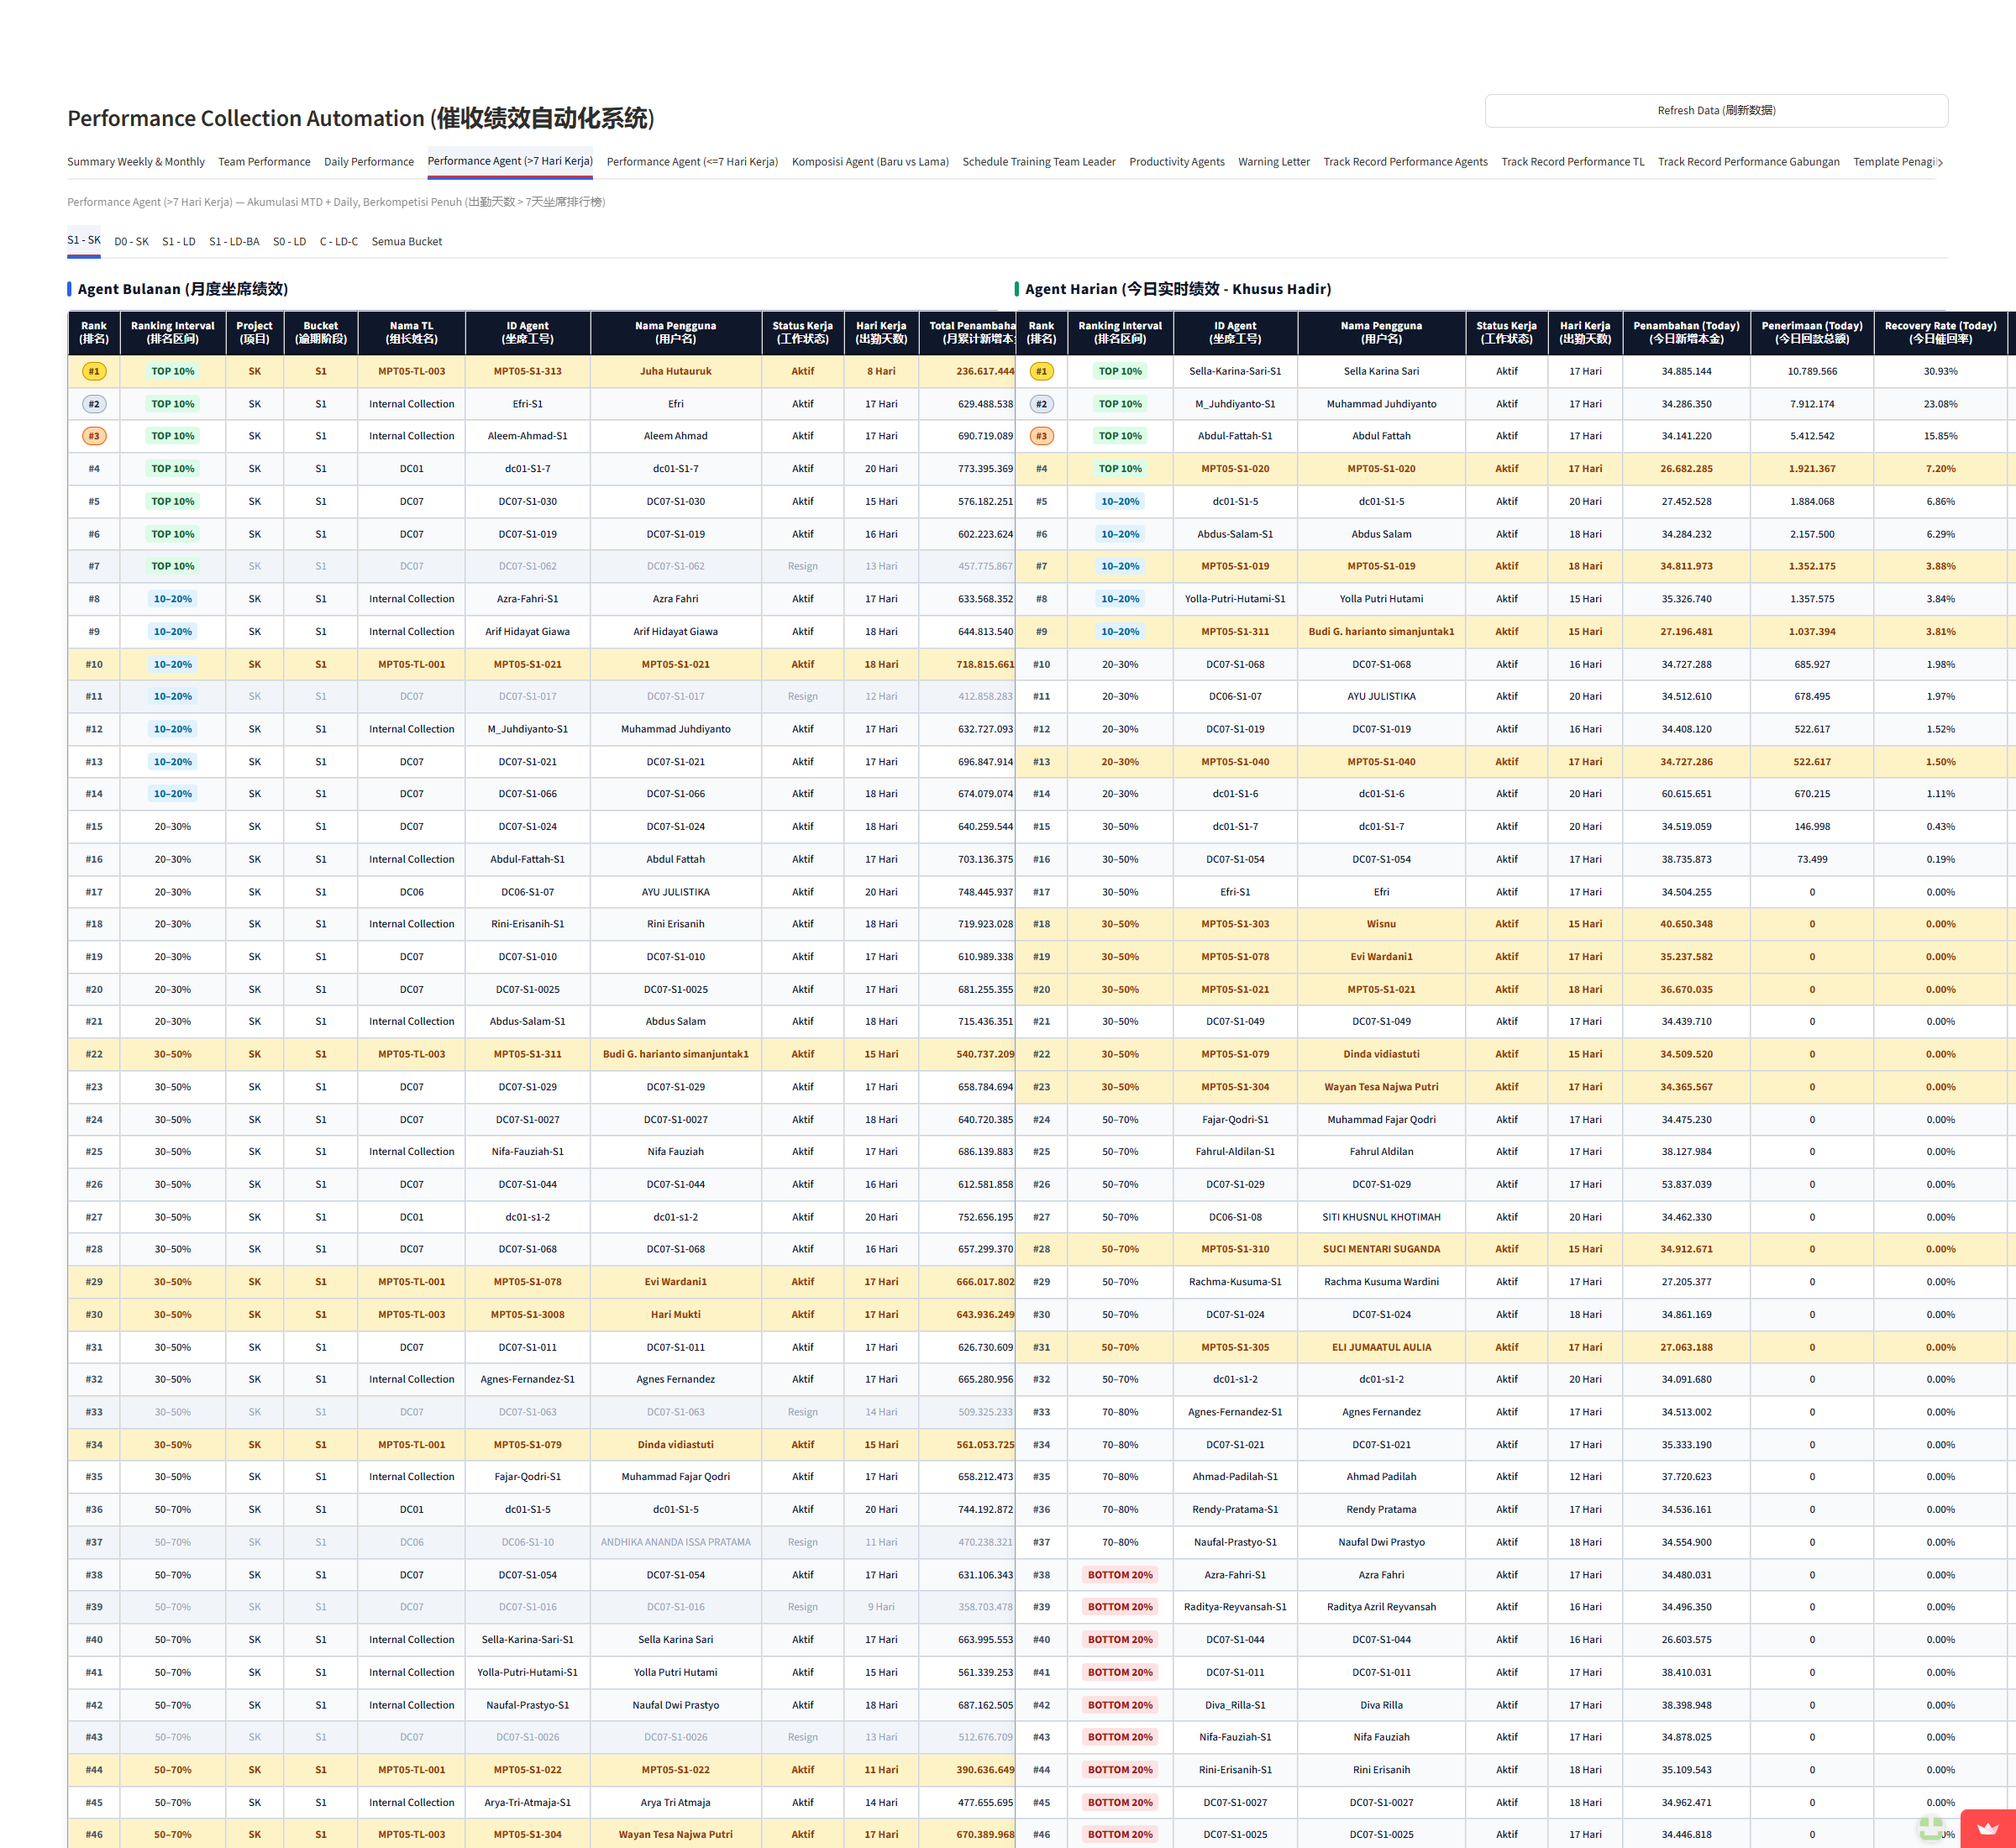 Performance Collection Automation (催收绩效自动化系统)
Refresh Data (刷新数据)
Summary Weekly & Monthly Team Performance Daily Performance Performance Agent (>7 Hari Kerja) Performance Agent (<=7 Hari Kerja) Komposisi Agent (Baru vs Lama) Schedule Training Team Leader Productivity Agents Warning Letter Track Record Performance Agents Track Record Performance TL Track Record Performance Gabungan Template Penagi
Performance Agent (>7 Hari Kerja) — Akumulasi MTD + Daily, Berkompetisi Penuh (出勤天数 > 7天坐席排行榜)
S1 - SK D0 - SK S1 - LD S1 - LD-BA S0 - LD C - LD-C Semua Bucket
Agent Bulanan (月度坐席绩效)
Rank Ranking Interval Project Bucket Nama TL ID Agent Nama Pengguna Status Kerja Hari Kerja Total Penambaha
(排名) (排名区间) (项目) (逾期阶段) (组长姓名) (坐席工号) (用户名) (工作状态) (出勤天数) (月累计新增本
#1 TOP 10% SK S1 MPT05-TL-003 MPT05-S1-313 Juha Hutauruk Aktif 8 Hari 236.617.444
#2 TOP 10% SK S1 Internal Collection Efri-S1 Efri Aktif 17 Hari 629.488.538
#3 TOP 10% SK S1 Internal Collection Aleem-Ahmad-S1 Aleem Ahmad Aktif 17 Hari 690.719.089
#4 TOP 10% SK S1 DC01 dc01-S1-7 dc01-S1-7 Aktif 20 Hari 773.395.369
#5 TOP 10% SK S1 DC07 DC07-S1-030 DC07-S1-030 Aktif 15 Hari 576.182.251
#6 TOP 10% SK S1 DC07 DC07-S1-019 DC07-S1-019 Aktif 16 Hari 602.223.624
#7 TOP 10% SK S1 DC07 DC07-S1-062 DC07-S1-062 Resign 13 Hari 457.775.867
#8 10–20% SK S1 Internal Collection Azra-Fahri-S1 Azra Fahri Aktif 17 Hari 633.568.352
#9 10–20% SK S1 Internal Collection Arif Hidayat Giawa Arif Hidayat Giawa Aktif 18 Hari 644.813.540
#10 10–20% SK S1 MPT05-TL-001 MPT05-S1-021 MPT05-S1-021 Aktif 18 Hari 718.815.661
#11 10–20% SK S1 DC07 DC07-S1-017 DC07-S1-017 Resign 12 Hari 412.858.283
#12 10–20% SK S1 Internal Collection M_Juhdiyanto-S1 Muhammad Juhdiyanto Aktif 17 Hari 632.727.093
#13 10–20% SK S1 DC07 DC07-S1-021 DC07-S1-021 Aktif 17 Hari 696.847.914
#14 10–20% SK S1 DC07 DC07-S1-066 DC07-S1-066 Aktif 18 Hari 674.079.074
#15 20–30% SK S1 DC07 DC07-S1-024 DC07-S1-024 Aktif 18 Hari 640.259.544
#16 20–30% SK S1 Internal Collection Abdul-Fattah-S1 Abdul Fattah Aktif 17 Hari 703.136.375
#17 20–30% SK S1 DC06 DC06-S1-07 AYU JULISTIKA Aktif 20 Hari 748.445.937
#18 20–30% SK S1 Internal Collection Rini-Erisanih-S1 Rini Erisanih Aktif 18 Hari 719.923.028
#19 20–30% SK S1 DC07 DC07-S1-010 DC07-S1-010 Aktif 17 Hari 610.989.338
#20 20–30% SK S1 DC07 DC07-S1-0025 DC07-S1-0025 Aktif 17 Hari 681.255.355
#21 20–30% SK S1 Internal Collection Abdus-Salam-S1 Abdus Salam Aktif 18 Hari 715.436.351
#22 30–50% SK S1 MPT05-TL-003 MPT05-S1-311 Budi G. harianto simanjuntak1 Aktif 15 Hari 540.737.209
#23 30–50% SK S1 DC07 DC07-S1-029 DC07-S1-029 Aktif 17 Hari 658.784.694
#24 30–50% SK S1 DC07 DC07-S1-0027 DC07-S1-0027 Aktif 18 Hari 640.720.385
#25 30–50% SK S1 Internal Collection Nifa-Fauziah-S1 Nifa Fauziah Aktif 17 Hari 686.139.883
#26 30–50% SK S1 DC07 DC07-S1-044 DC07-S1-044 Aktif 16 Hari 612.581.858
#27 30–50% SK S1 DC01 dc01-s1-2 dc01-s1-2 Aktif 20 Hari 752.656.195
#28 30–50% SK S1 DC07 DC07-S1-068 DC07-S1-068 Aktif 16 Hari 657.299.370
#29 30–50% SK S1 MPT05-TL-001 MPT05-S1-078 Evi Wardani1 Aktif 17 Hari 666.017.802
#30 30–50% SK S1 MPT05-TL-003 MPT05-S1-3008 Hari Mukti Aktif 17 Hari 643.936.249
#31 30–50% SK S1 DC07 DC07-S1-011 DC07-S1-011 Aktif 17 Hari 626.730.609
#32 30–50% SK S1 Internal Collection Agnes-Fernandez-S1 Agnes Fernandez Aktif 17 Hari 665.280.956
#33 30–50% SK S1 DC07 DC07-S1-063 DC07-S1-063 Resign 14 Hari 509.325.233
#34 30–50% SK S1 MPT05-TL-001 MPT05-S1-079 Dinda vidiastuti Aktif 15 Hari 561.053.725
#35 30–50% SK S1 Internal Collection Fajar-Qodri-S1 Muhammad Fajar Qodri Aktif 17 Hari 658.212.473
#36 50–70% SK S1 DC01 dc01-S1-5 dc01-S1-5 Aktif 20 Hari 744.192.872
#37 50–70% SK S1 DC06 DC06-S1-10 ANDHIKA ANANDA ISSA PRATAMA Resign 11 Hari 470.238.321
#38 50–70% SK S1 DC07 DC07-S1-054 DC07-S1-054 Aktif 17 Hari 631.106.343
#39 50–70% SK S1 DC07 DC07-S1-016 DC07-S1-016 Resign 9 Hari 358.703.478
#40 50–70% SK S1 Internal Collection Sella-Karina-Sari-S1 Sella Karina Sari Aktif 17 Hari 663.995.553
#41 50–70% SK S1 Internal Collection Yolla-Putri-Hutami-S1 Yolla Putri Hutami Aktif 15 Hari 561.339.253
#42 50–70% SK S1 Internal Collection Naufal-Prastyo-S1 Naufal Dwi Prastyo Aktif 18 Hari 687.162.505
#43 50–70% SK S1 DC07 DC07-S1-0026 DC07-S1-0026 Resign 13 Hari 512.676.709
#44 50–70% SK S1 MPT05-TL-001 MPT05-S1-022 MPT05-S1-022 Aktif 11 Hari 390.636.649
#45 50–70% SK S1 Internal Collection Arya-Tri-Atmaja-S1 Arya Tri Atmaja Aktif 14 Hari 477.655.695
#46 50–70% SK S1 MPT05-TL-003 MPT05-S1-304 Wayan Tesa Najwa Putri Aktif 17 Hari 670.389.968
Agent Harian (今日实时绩效 - Khusus Hadir)
Rank Ranking Interval ID Agent Nama Pengguna Status Kerja Hari Kerja Penambahan (Today) Penerimaan (Today) Recovery Rate (Today)
(排名) (排名区间) (坐席工号) (用户名) (工作状态) (出勤天数) (今日新增本金) (今日回款总额) (今日催回率)
#1 TOP 10% Sella-Karina-Sari-S1 Sella Karina Sari Aktif 17 Hari 34.885.144 10.789.566 30.93%
#2 TOP 10% M_Juhdiyanto-S1 Muhammad Juhdiyanto Aktif 17 Hari 34.286.350 7.912.174 23.08%
#3 TOP 10% Abdul-Fattah-S1 Abdul Fattah Aktif 17 Hari 34.141.220 5.412.542 15.85%
#4 TOP 10% MPT05-S1-020 MPT05-S1-020 Aktif 17 Hari 26.682.285 1.921.367 7.20%
#5 10–20% dc01-S1-5 dc01-S1-5 Aktif 20 Hari 27.452.528 1.884.068 6.86%
#6 10–20% Abdus-Salam-S1 Abdus Salam Aktif 18 Hari 34.284.232 2.157.500 6.29%
#7 10–20% MPT05-S1-019 MPT05-S1-019 Aktif 18 Hari 34.811.973 1.352.175 3.88%
#8 10–20% Yolla-Putri-Hutami-S1 Yolla Putri Hutami Aktif 15 Hari 35.326.740 1.357.575 3.84%
#9 10–20% MPT05-S1-311 Budi G. harianto simanjuntak1 Aktif 15 Hari 27.196.481 1.037.394 3.81%
#10 20–30% DC07-S1-068 DC07-S1-068 Aktif 16 Hari 34.727.288 685.927 1.98%
#11 20–30% DC06-S1-07 AYU JULISTIKA Aktif 20 Hari 34.512.610 678.495 1.97%
#12 20–30% DC07-S1-019 DC07-S1-019 Aktif 16 Hari 34.408.120 522.617 1.52%
#13 20–30% MPT05-S1-040 MPT05-S1-040 Aktif 17 Hari 34.727.286 522.617 1.50%
#14 20–30% dc01-S1-6 dc01-S1-6 Aktif 20 Hari 60.615.651 670.215 1.11%
#15 30–50% dc01-S1-7 dc01-S1-7 Aktif 20 Hari 34.519.059 146.998 0.43%
#16 30–50% DC07-S1-054 DC07-S1-054 Aktif 17 Hari 38.735.873 73.499 0.19%
#17 30–50% Efri-S1 Efri Aktif 17 Hari 34.504.255 0 0.00%
#18 30–50% MPT05-S1-303 Wisnu Aktif 15 Hari 40.650.348 0 0.00%
#19 30–50% MPT05-S1-078 Evi Wardani1 Aktif 17 Hari 35.237.582 0 0.00%
#20 30–50% MPT05-S1-021 MPT05-S1-021 Aktif 18 Hari 36.670.035 0 0.00%
#21 30–50% DC07-S1-049 DC07-S1-049 Aktif 17 Hari 34.439.710 0 0.00%
#22 30–50% MPT05-S1-079 Dinda vidiastuti Aktif 15 Hari 34.509.520 0 0.00%
#23 30–50% MPT05-S1-304 Wayan Tesa Najwa Putri Aktif 17 Hari 34.365.567 0 0.00%
#24 50–70% Fajar-Qodri-S1 Muhammad Fajar Qodri Aktif 17 Hari 34.475.230 0 0.00%
#25 50–70% Fahrul-Aldilan-S1 Fahrul Aldilan Aktif 17 Hari 38.127.984 0 0.00%
#26 50–70% DC07-S1-029 DC07-S1-029 Aktif 17 Hari 53.837.039 0 0.00%
#27 50–70% DC06-S1-08 SITI KHUSNUL KHOTIMAH Aktif 20 Hari 34.462.330 0 0.00%
#28 50–70% MPT05-S1-310 SUCI MENTARI SUGANDA Aktif 15 Hari 34.912.671 0 0.00%
#29 50–70% Rachma-Kusuma-S1 Rachma Kusuma Wardini Aktif 17 Hari 27.205.377 0 0.00%
#30 50–70% DC07-S1-024 DC07-S1-024 Aktif 18 Hari 34.861.169 0 0.00%
#31 50–70% MPT05-S1-305 ELI JUMAATUL AULIA Aktif 17 Hari 27.063.188 0 0.00%
#32 50–70% dc01-s1-2 dc01-s1-2 Aktif 20 Hari 34.091.680 0 0.00%
#33 70–80% Agnes-Fernandez-S1 Agnes Fernandez Aktif 17 Hari 34.513.002 0 0.00%
#34 70–80% DC07-S1-021 DC07-S1-021 Aktif 17 Hari 35.333.190 0 0.00%
#35 70–80% Ahmad-Padilah-S1 Ahmad Padilah Aktif 12 Hari 37.720.623 0 0.00%
#36 70–80% Rendy-Pratama-S1 Rendy Pratama Aktif 17 Hari 34.536.161 0 0.00%
#37 70–80% Naufal-Prastyo-S1 Naufal Dwi Prastyo Aktif 18 Hari 34.554.900 0 0.00%
#38 BOTTOM 20% Azra-Fahri-S1 Azra Fahri Aktif 17 Hari 34.480.031 0 0.00%
#39 BOTTOM 20% Raditya-Reyvansah-S1 Raditya Azril Reyvansah Aktif 16 Hari 34.496.350 0 0.00%
#40 BOTTOM 20% DC07-S1-044 DC07-S1-044 Aktif 16 Hari 26.603.575 0 0.00%
#41 BOTTOM 20% DC07-S1-011 DC07-S1-011 Aktif 17 Hari 38.410.031 0 0.00%
#42 BOTTOM 20% Diva_Rilla-S1 Diva Rilla Aktif 17 Hari 38.398.948 0 0.00%
#43 BOTTOM 20% Nifa-Fauziah-S1 Nifa Fauziah Aktif 17 Hari 34.878.025 0 0.00%
#44 BOTTOM 20% Rini-Erisanih-S1 Rini Erisanih Aktif 18 Hari 35.109.543 0 0.00%
#45 BOTTOM 20% DC07-S1-0027 DC07-S1-0027 Aktif 18 Hari 34.962.471 0 0.00%
#46 BOTTOM 20% DC07-S1-0025 DC07-S1-0025 Aktif 17 Hari 34.446.818 0